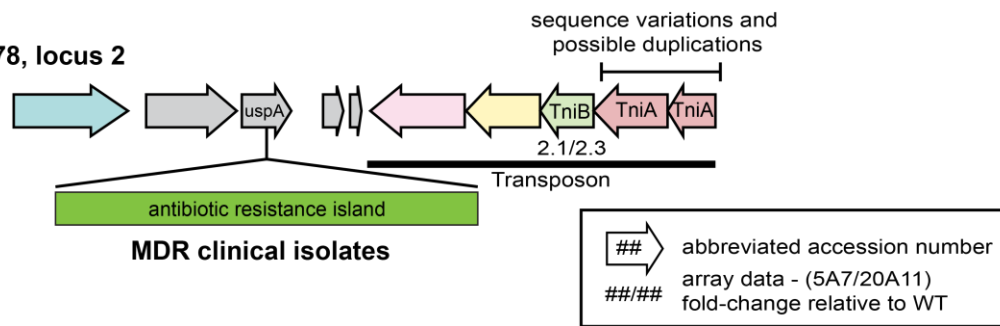 sequence variations and
possible duplications
78, locus 2
uspA
TniB
TniA
TniA
2.1/2.3
Transposon
antibiotic resistance island
MDR clinical isolates
## abbreviated accession number
##/## array data - (5A7/20A11)
fold-change relative to WT